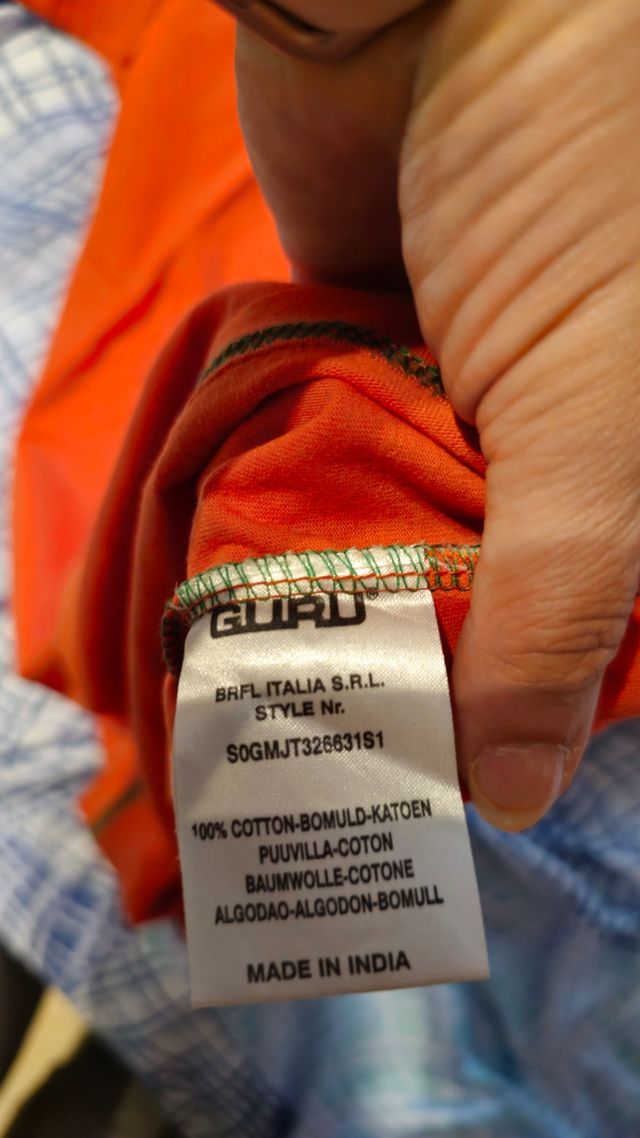 GURU®
BRFL ITALIA S.R.L.
STYLE Nr.
S0GMJT326631S1
100% COTTON-BOMULD-KATOEN
PUUVILLA-COTON
BAUMWOLLE-COTONE
ALGODAO-ALGODON-BOMULL
MADE IN INDIA